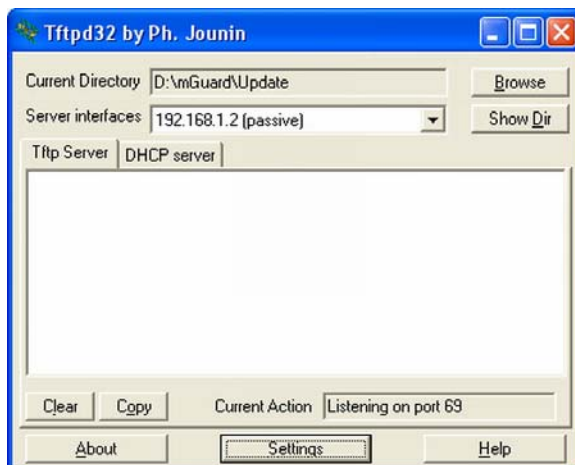 Tftpd32 by Ph. Jounin
Current Directory D:\mGuard\Update Browse
Server interfaces 192.168.1.2 (passive) Show Dir
Tftp Server DHCP server
Clear Copy Current Action Listening on port 69
About Settings Help